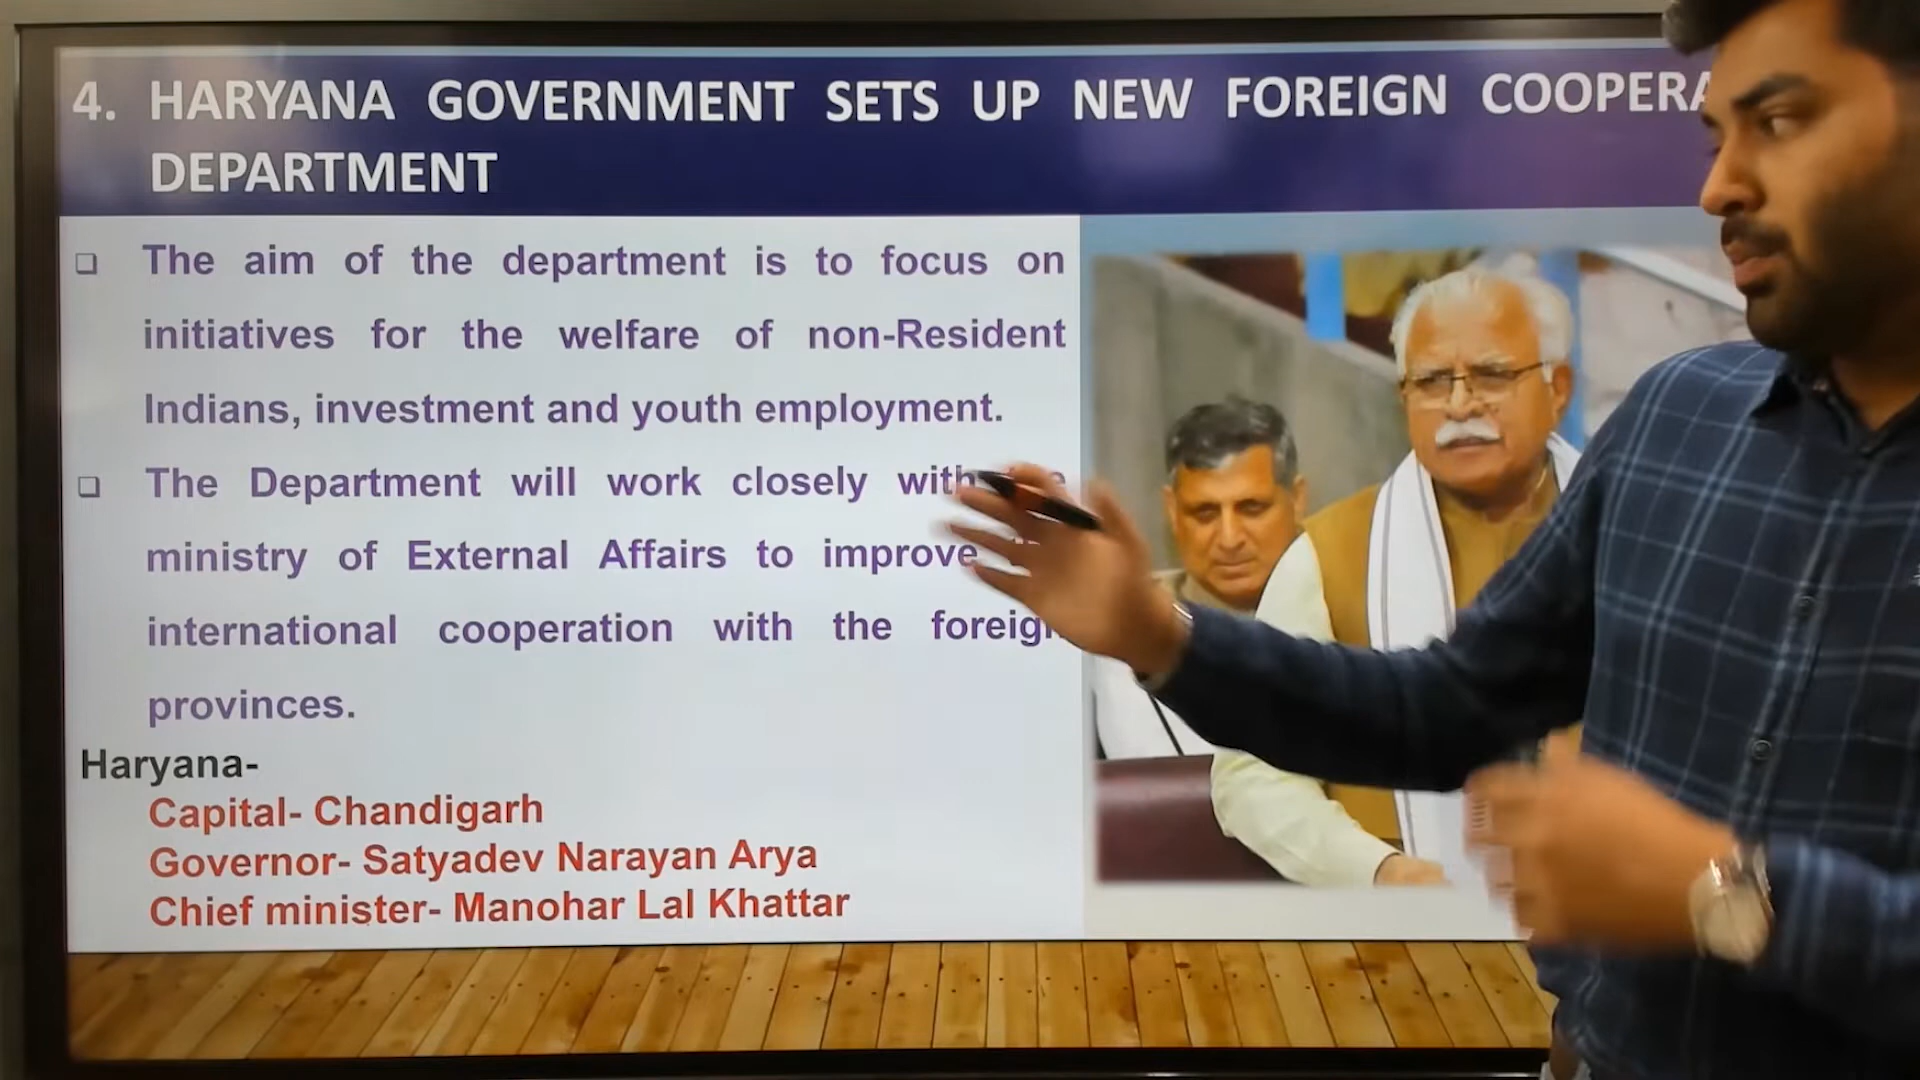 4. HARYANA GOVERNMENT SETS UP NEW FOREIGN
DEPARTMENT
The aim of the department is to focus on
initiatives for the welfare of non-Resident
Indians, investment and youth employment.
The Department will work closely with
ministry of External Affairs to improve
international cooperation with the foreign
provinces.
Haryana-
Capital- Chandigarh
Governor- Satyadev Narayan Arya
Chief minister- Manohar Lal Khattar